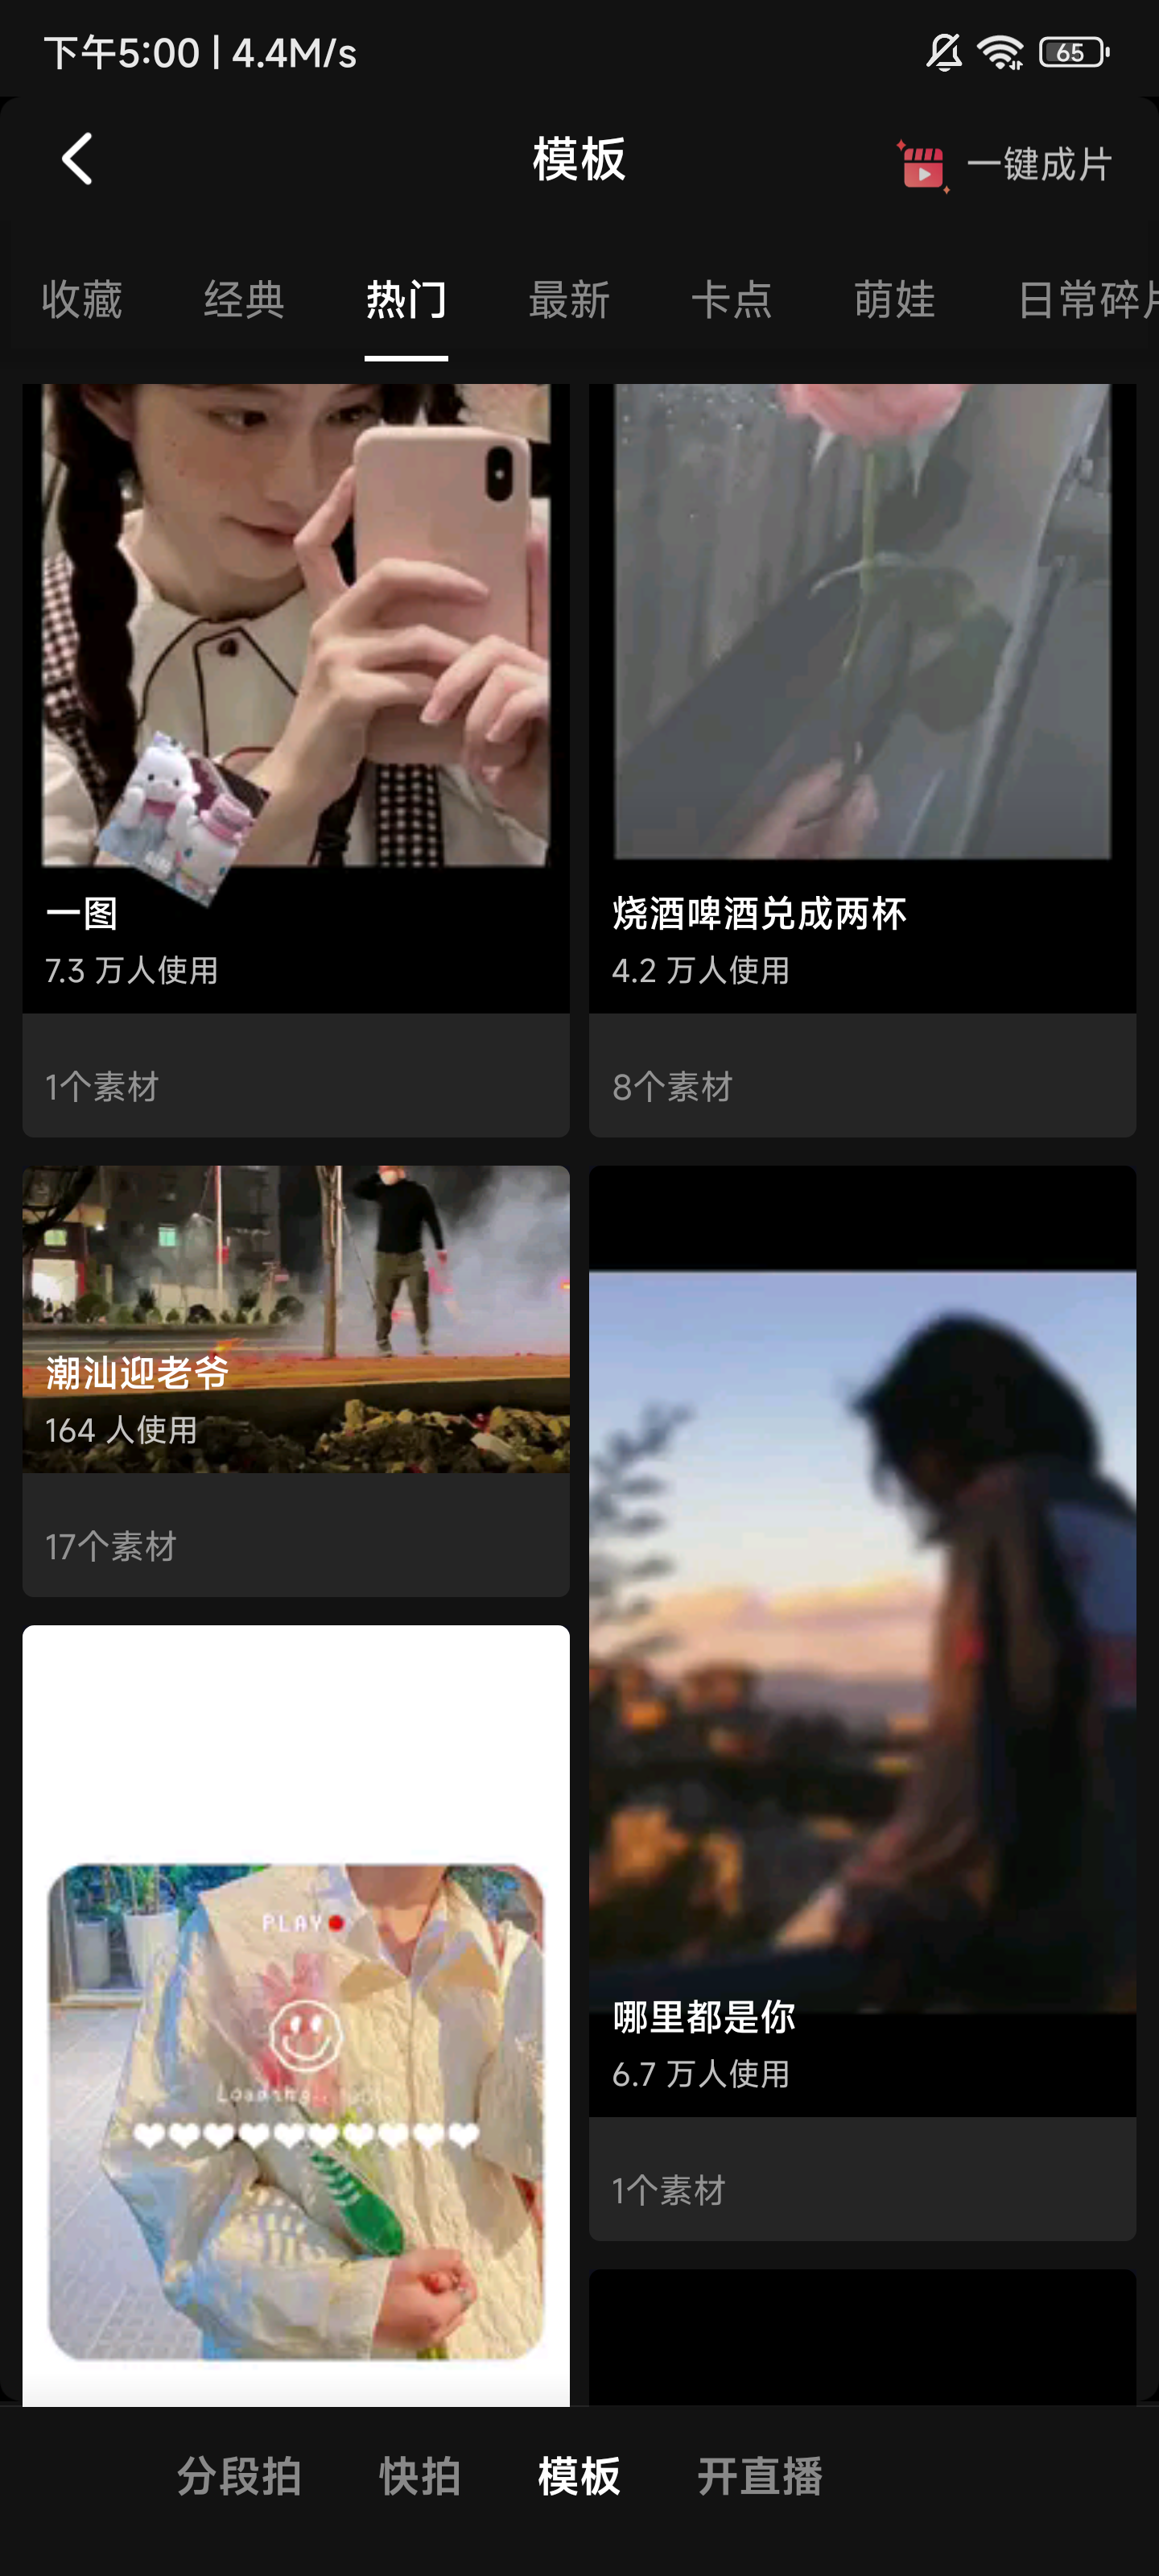 下午5:00 | 4.4M/s
65
模板
一键成片
收藏 经典 热门 最新 卡点 萌娃 日常碎片
一图
7.3 万人使用
1个素材
烧酒啤酒兑成两杯
4.2 万人使用
8个素材
潮汕迎老爷
164 人使用
17个素材
哪里都是你
6.7 万人使用
1个素材
PLAY
Loading...
分段拍 快拍 模板 开直播